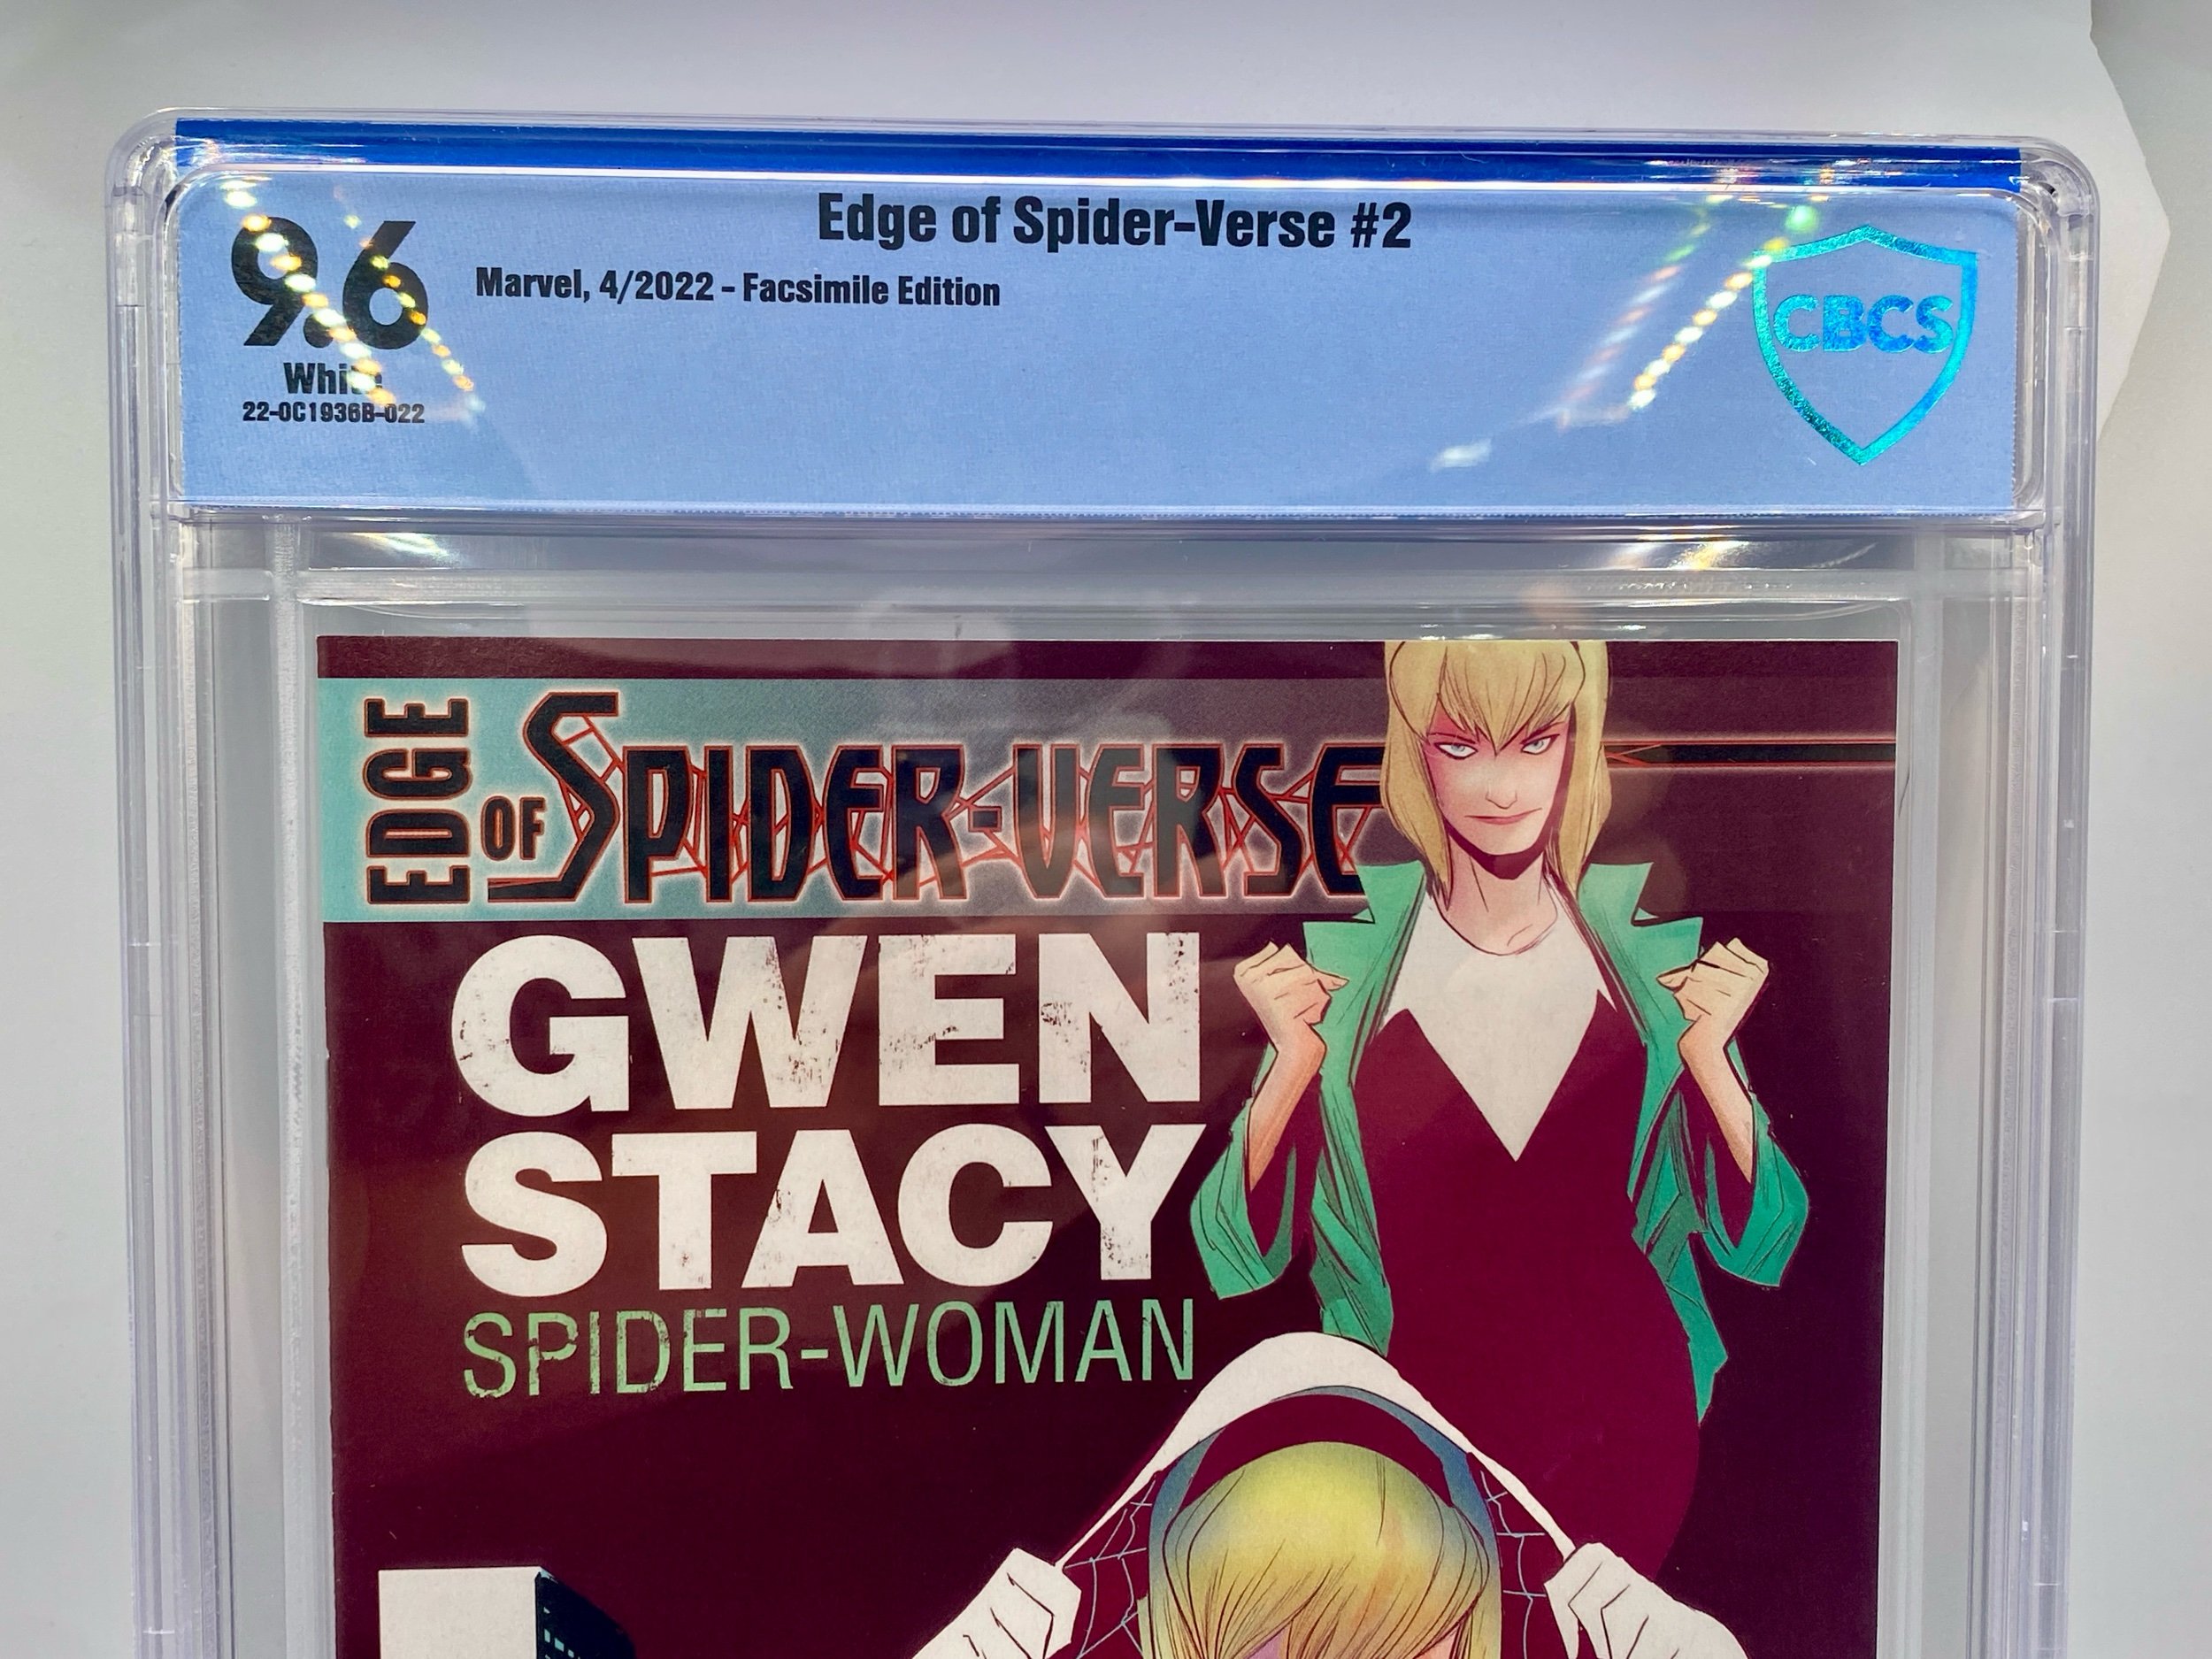 Edge of Spider-Verse #2
9.6
Marvel, 4/2022 - Facsimile Edition
CBCS
White
22-0C1936B-022
EDGE OF SPIDER-VERSE
GWEN
STACY
SPIDER-WOMAN